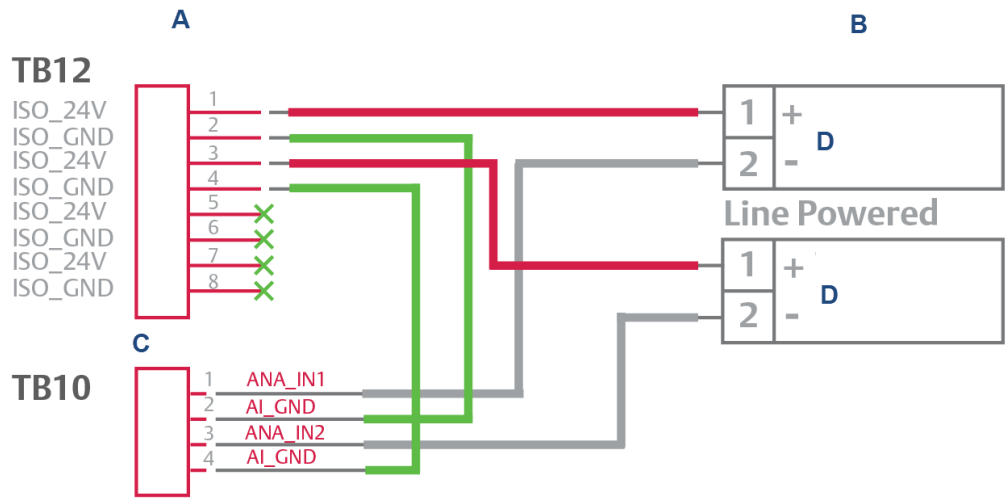 A
B
TB12
ISO_24V 1
ISO_GND 2
ISO_24V 3
ISO_GND 4
ISO_24V 5
ISO_GND 6
ISO_24V 7
ISO_GND 8
1 +
D
2 -
Line Powered
1 +
D
2 -
C
TB10
1 ANA_IN1
2 AI_GND
3 ANA_IN2
4 AI_GND